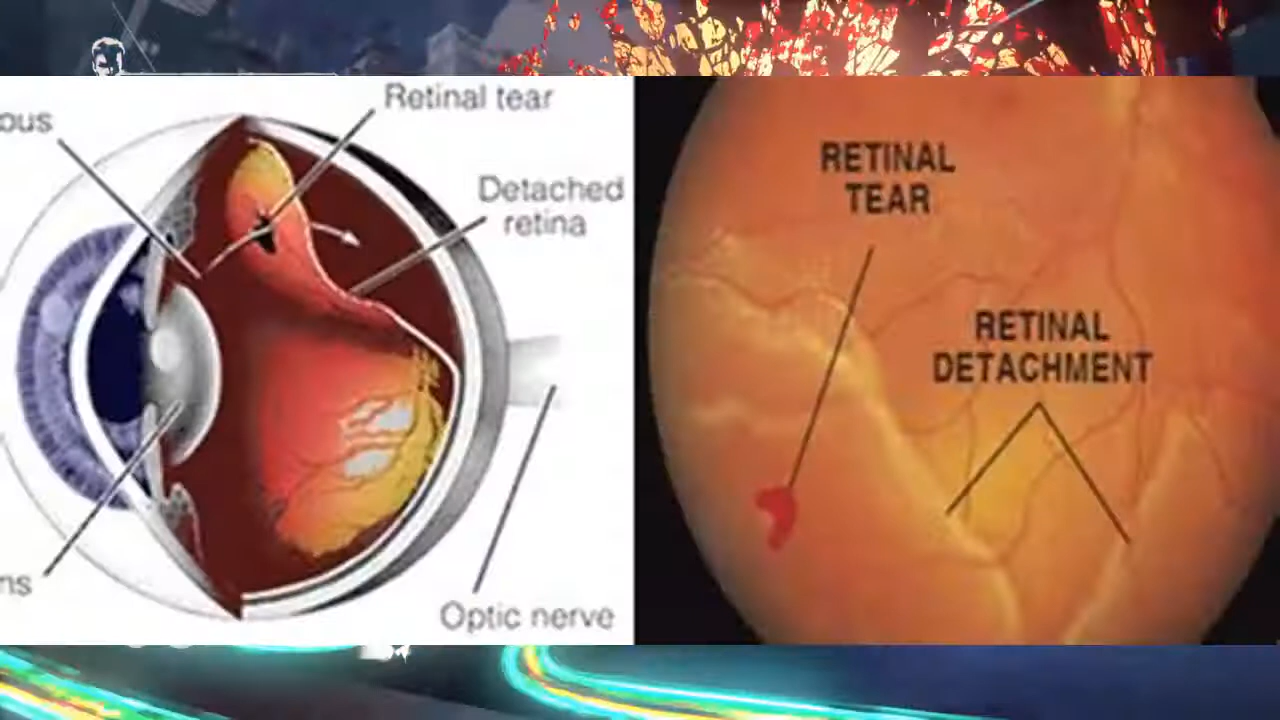 ous
Retinal tear
Detached
retina
ns
Optic nerve
RETINAL
TEAR
RETINAL
DETACHMENT